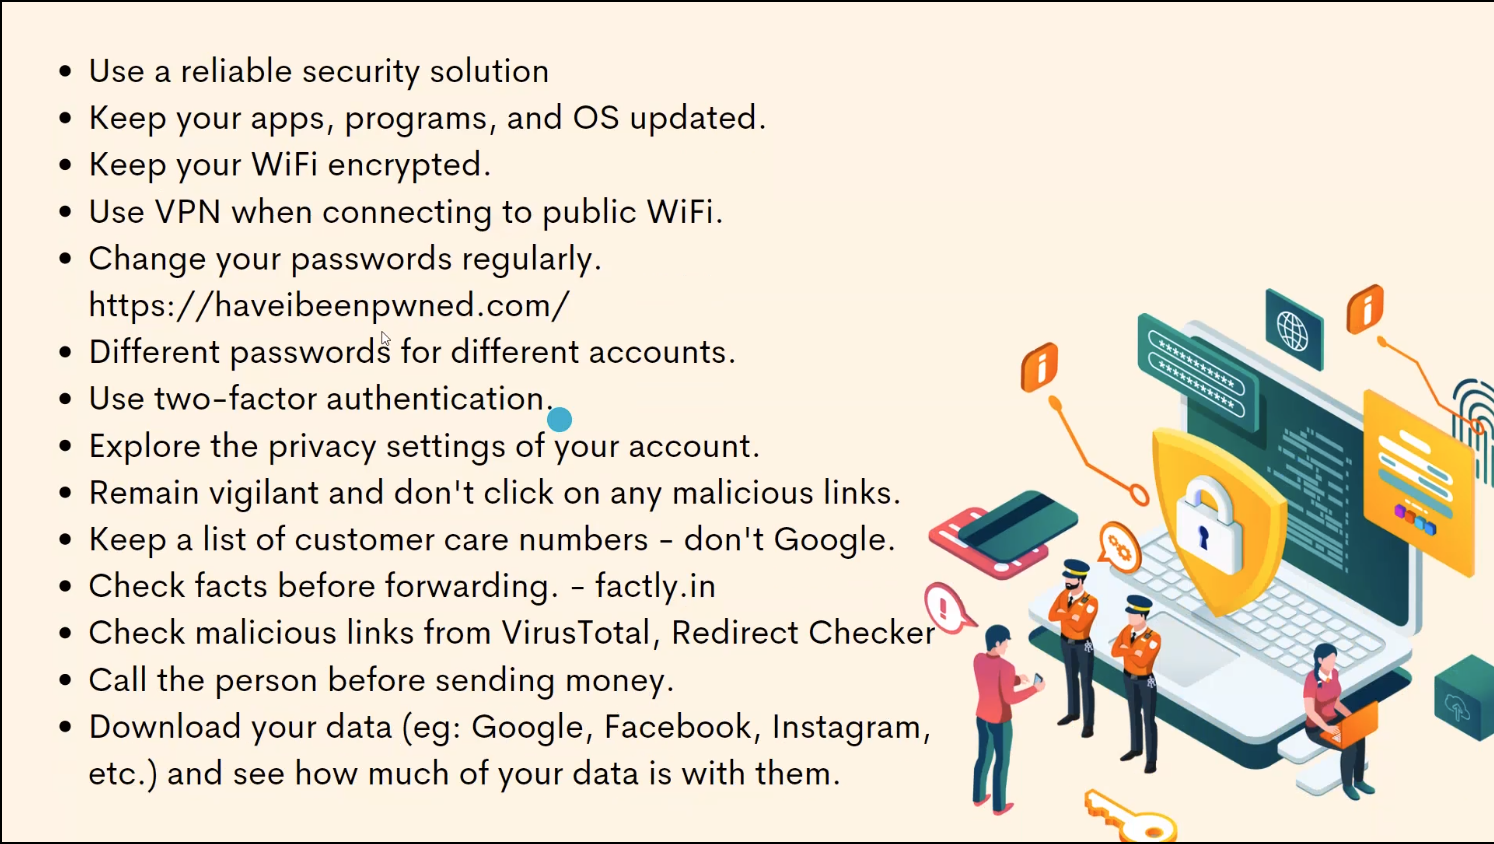 • Use a reliable security solution
• Keep your apps, programs, and OS updated.
• Keep your WiFi encrypted.
• Use VPN when connecting to public WiFi.
• Change your passwords regularly.
https://haveibeenpwned.com/
• Different passwords for different accounts.
• Use two-factor authentication.
• Explore the privacy settings of your account.
• Remain vigilant and don't click on any malicious links.
• Keep a list of customer care numbers - don't Google.
• Check facts before forwarding. - factly.in
• Check malicious links from VirusTotal, Redirect Checker
• Call the person before sending money.
• Download your data (eg: Google, Facebook, Instagram,
etc.) and see how much of your data is with them.